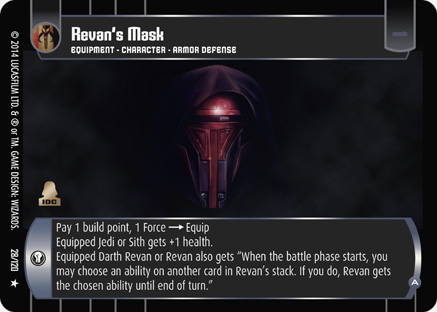 Revan's Mask
EQUIPMENT - CHARACTER - ARMOR DEFENSE
© 2014 LUCASFILM LTD. & ® or TM. GAME DESIGN: WIZARDS.
28/120
IDC
Pay 1 build point, 1 Force → Equip
Equipped Jedi or Sith gets +1 health.
Equipped Darth Revan or Revan also gets "When the battle phase starts, you
may choose an ability on another card in Revan's stack. If you do, Revan gets
the chosen ability until end of turn."
A